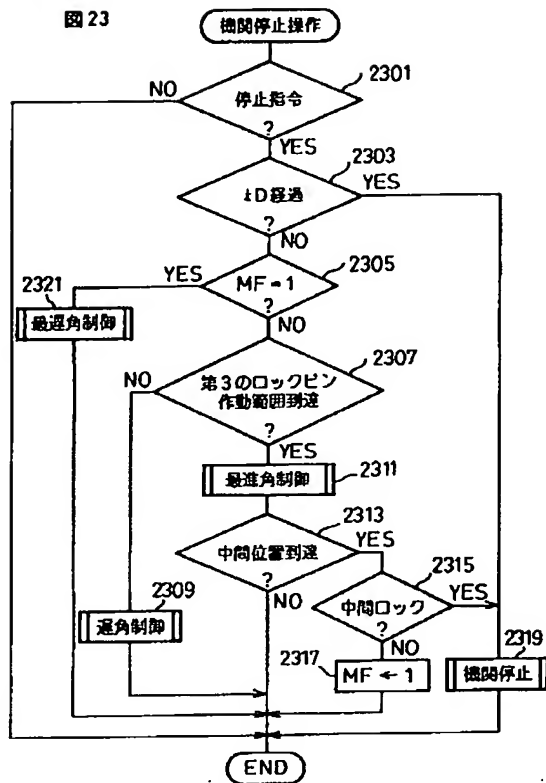 図23
機関停止操作
2301
NO
停止指令
?
YES
2303
tD経過
YES
?
NO
2305
YES
MF=1
2321
?
最遅角制御
NO
2307
NO
第3のロックピン
作動範囲到達
?
YES
最進角制御
2311
2313
中間位置到達
YES
?
2315
NO
中間ロック
YES
2309
?
遅角制御
NO
2319
2317
MF←1
機関停止
END